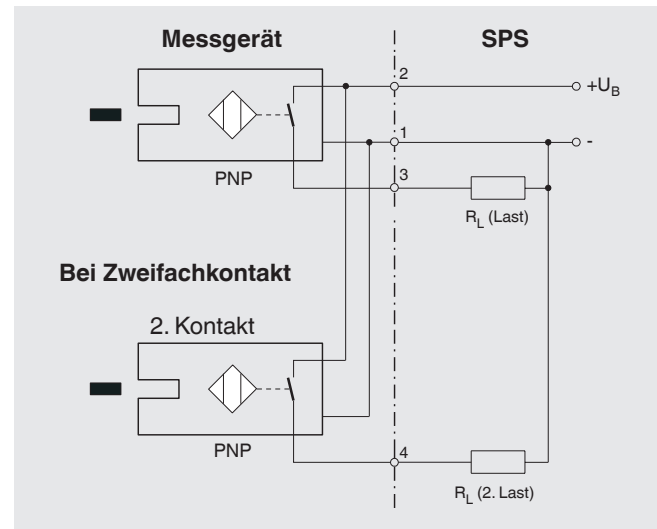 Messgerät
SPS
2
+U_B
1
-
3
PNP
R_L (Last)
Bei Zweifachkontakt
2. Kontakt
PNP
4
R_L (2. Last)